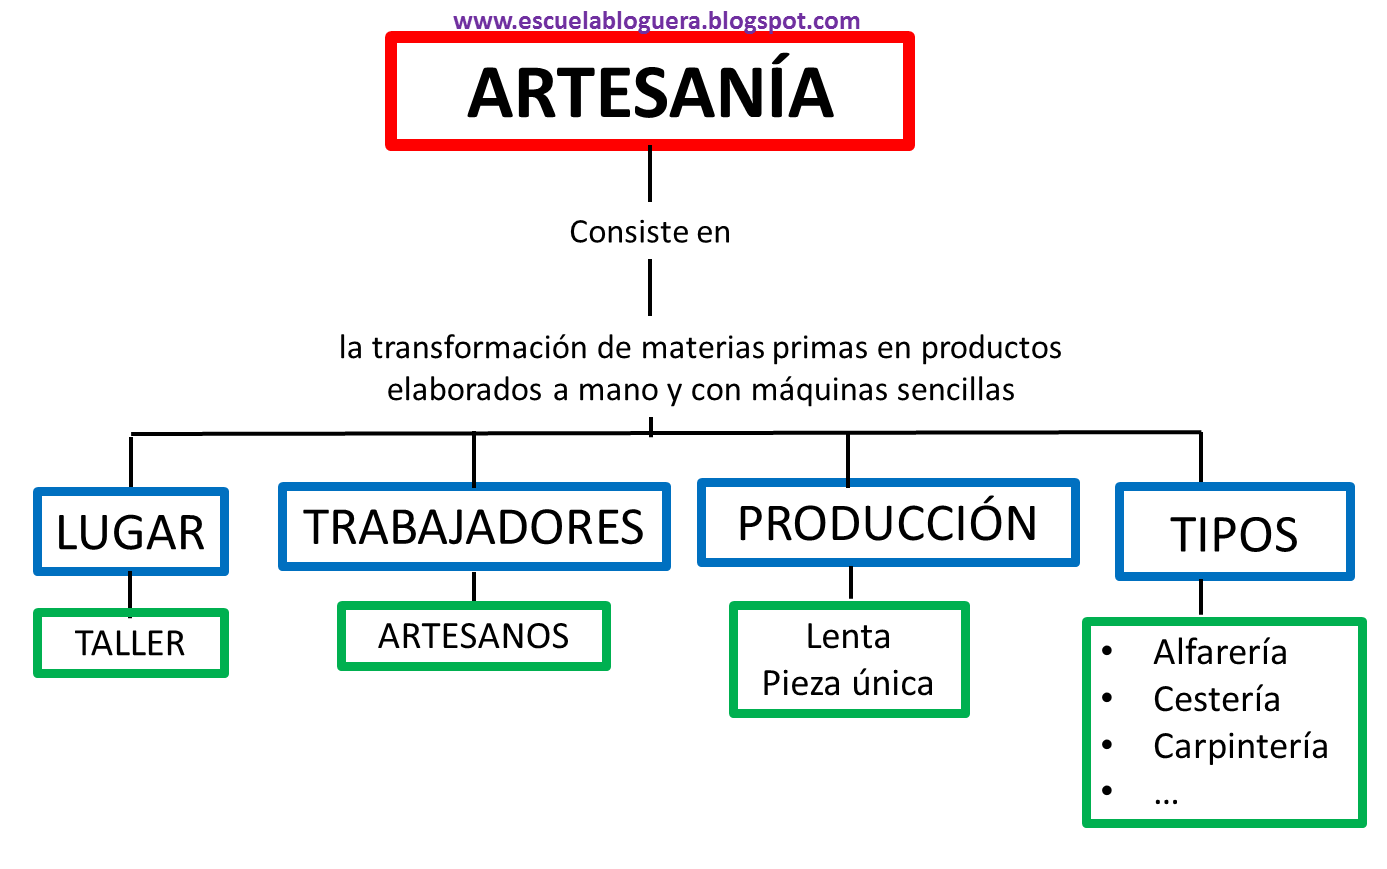 www.escuelabloguera.blogspot.com
ARTESANÍA
Consiste en
la transformación de materias primas en productos
elaborados a mano y con máquinas sencillas
LUGAR
TALLER
TRABAJADORES
ARTESANOS
PRODUCCIÓN
Lenta
Pieza única
TIPOS
• Alfarería
• Cestería
• Carpintería
• ...